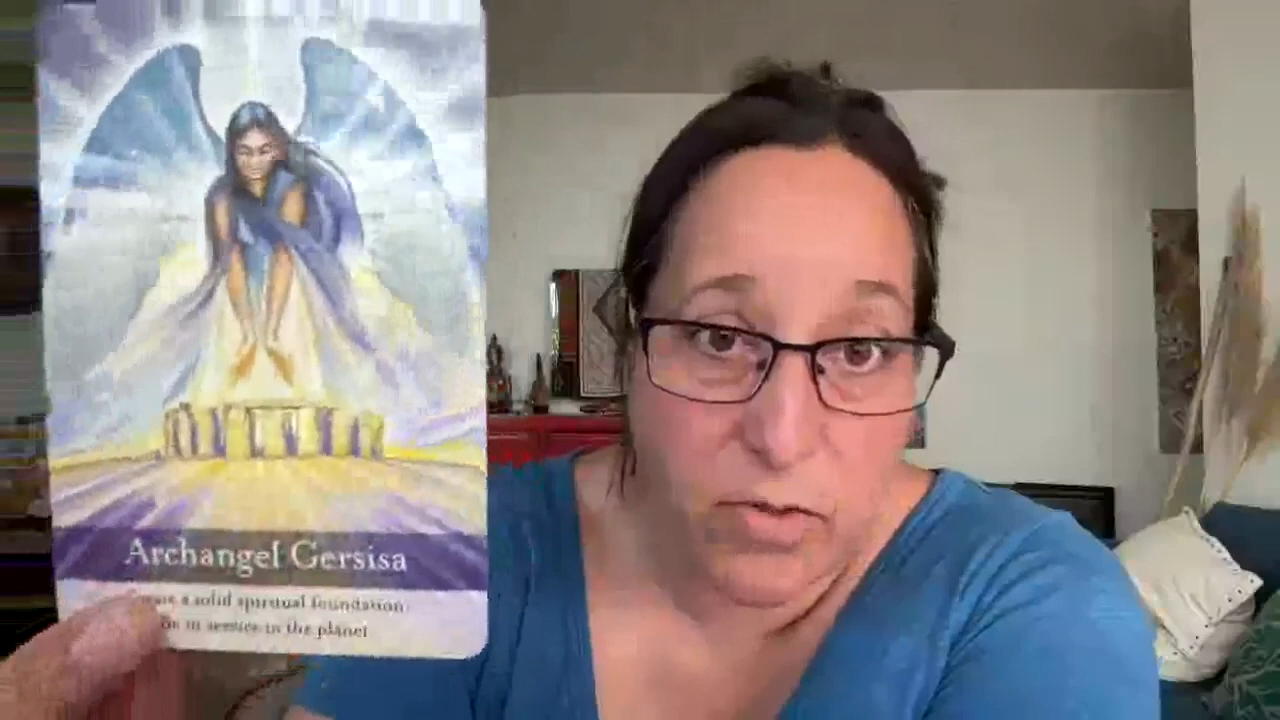 Archangel Gersisa
a solid spiritual foundation
in service to the planet